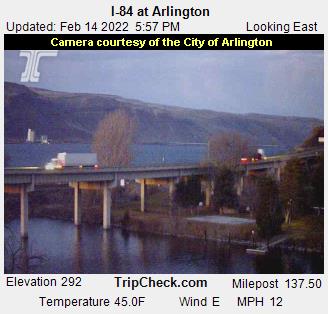 I-84 at Arlington
Updated: Feb 14 2022 5:57 PM Looking East
Camera courtesy of the City of Arlington
Elevation 292 TripCheck.com Milepost 137.50
Temperature 45.0F Wind E MPH 12